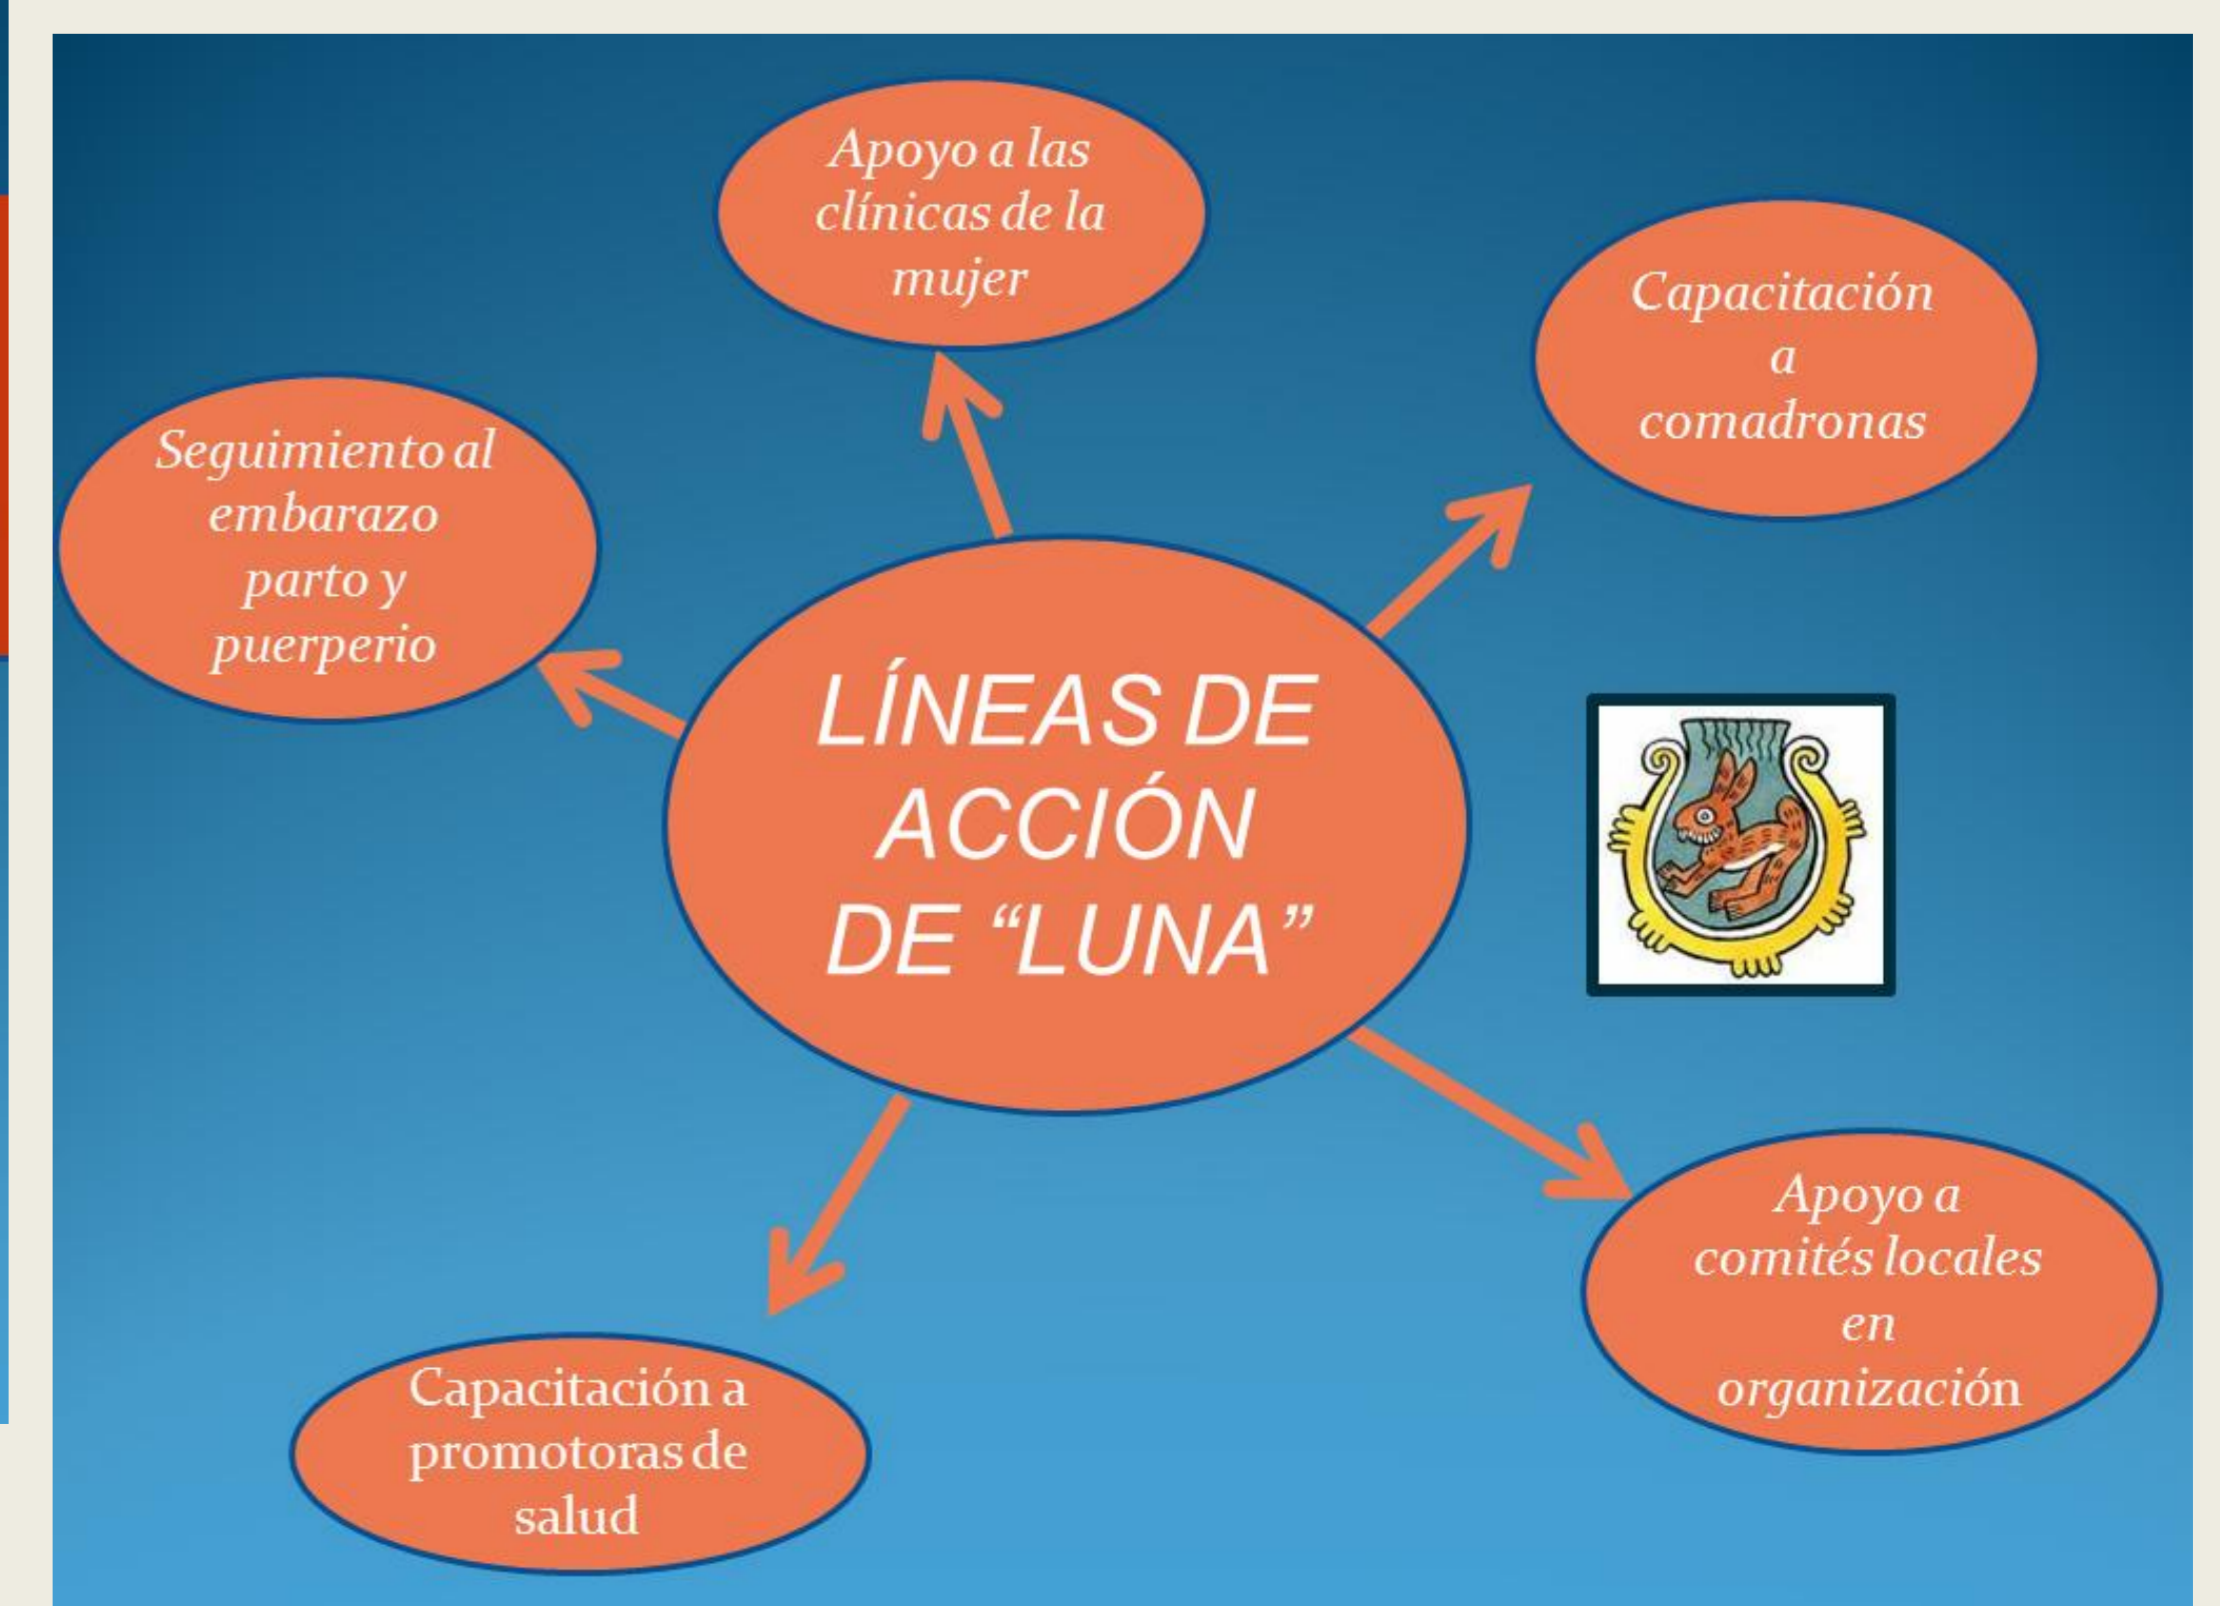 Apoyo a las
clínicas de la
mujer
Capacitación
a
comadronas
Seguimiento al
embarazo
parto y
puerperio
LÍNEAS DE
ACCIÓN
DE “LUNA”
Apoyo a
comités locales
en
organización
Capacitación a
promotoras de
salud